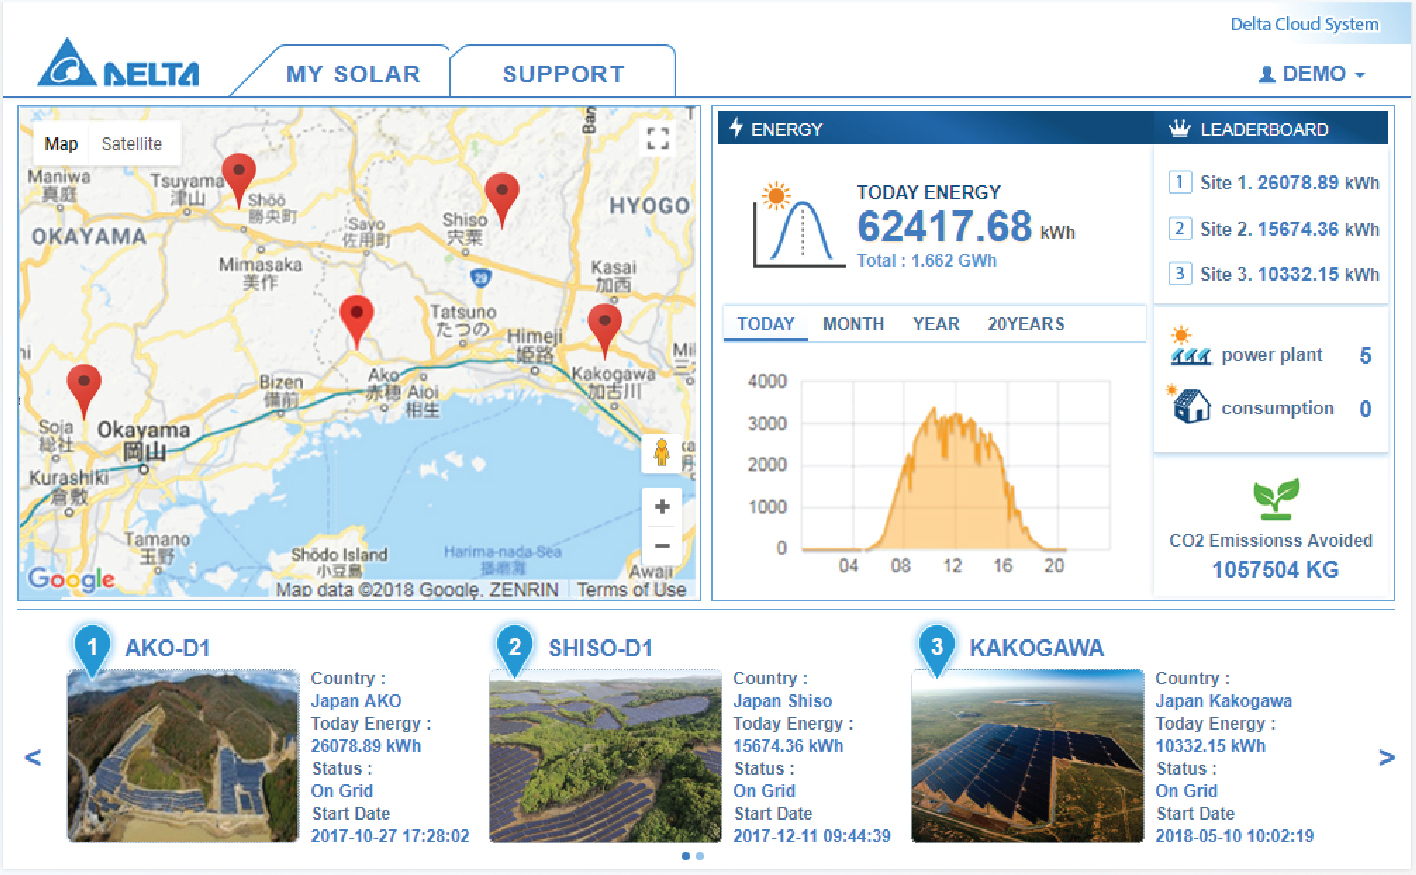 Delta Cloud System
DELTA
MY SOLAR
SUPPORT
DEMO
Map
Satellite
Maniwa
真庭
Tsuyama
津山
Shōō
勝央町
OKAYAMA
Mimasaka
美作
Sayo
佐用町
Shiso
宍粟
HYOGO
29
Kasai
加西
Tatsuno
たつの
Himeji
姫路
Kakogawa
加古川
Ako
赤穂
Aioi
相生
Bizen
備前
Soja
総社
Okayama
岡山
Kurashiki
倉敷
Tamano
玉野
Shōdo Island
小豆島
Harima-nada-Sea
播磨灘
Awaji
Google
Map data ©2018 Google, ZENRIN
Terms of Use
ENERGY
TODAY ENERGY
62417.68 kWh
Total : 1.662 GWh
TODAY
MONTH
YEAR
20YEARS
4000
3000
2000
1000
0
04 08 12 16 20
LEADERBOARD
1 Site 1. 26078.89 kWh
2 Site 2. 15674.36 kWh
3 Site 3. 10332.15 kWh
power plant 5
consumption 0
CO2 Emissionss Avoided
1057504 KG
<
1 AKO-D1
Country :
Japan AKO
Today Energy :
26078.89 kWh
Status :
On Grid
Start Date
2017-10-27 17:28:02
2 SHISO-D1
Country :
Japan Shiso
Today Energy :
15674.36 kWh
Status :
On Grid
Start Date
2017-12-11 09:44:39
3 KAKOGAWA
Country :
Japan Kakogawa
Today Energy :
10332.15 kWh
Status :
On Grid
Start Date
2018-05-10 10:02:19
>